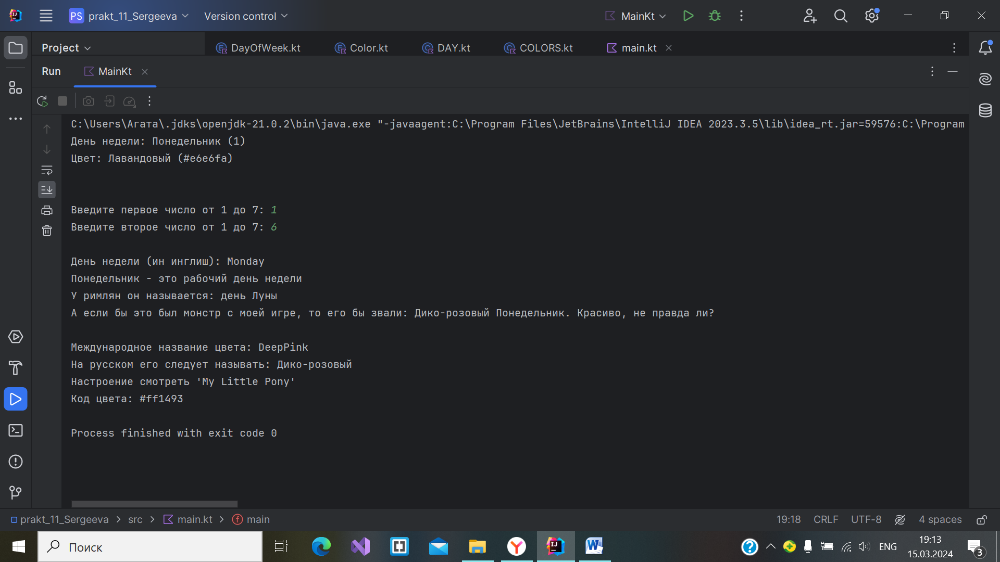 PS prakt_11_Sergeeva Version control MainKt
Project DayOfWeek.kt Color.kt DAY.kt COLORS.kt main.kt
Run MainKt
C:\Users\Агата\.jdks\openjdk-21.0.2\bin\java.exe "-javaagent:C:\Program Files\JetBrains\IntelliJ IDEA 2023.3.5\lib\idea_rt.jar=59576:C:\Program
День недели: Понедельник (1)
Цвет: Лавандовый (#e6e6fa)
Введите первое число от 1 до 7: 1
Введите второе число от 1 до 7: 6
День недели (ин инглиш): Monday
Понедельник - это рабочий день недели
У римлян он называется: день Луны
А если бы это был монстр с моей игре, то его бы звали: Дико-розовый Понедельник. Красиво, не правда ли?
Международное название цвета: DeepPink
На русском его следует называть: Дико-розовый
Настроение смотреть 'My Little Pony'
Код цвета: #ff1493
Process finished with exit code 0
prakt_11_Sergeeva > src > main.kt > main 19:18 CRLF UTF-8 4 spaces
Поиск ENG 19:13
15.03.2024 3